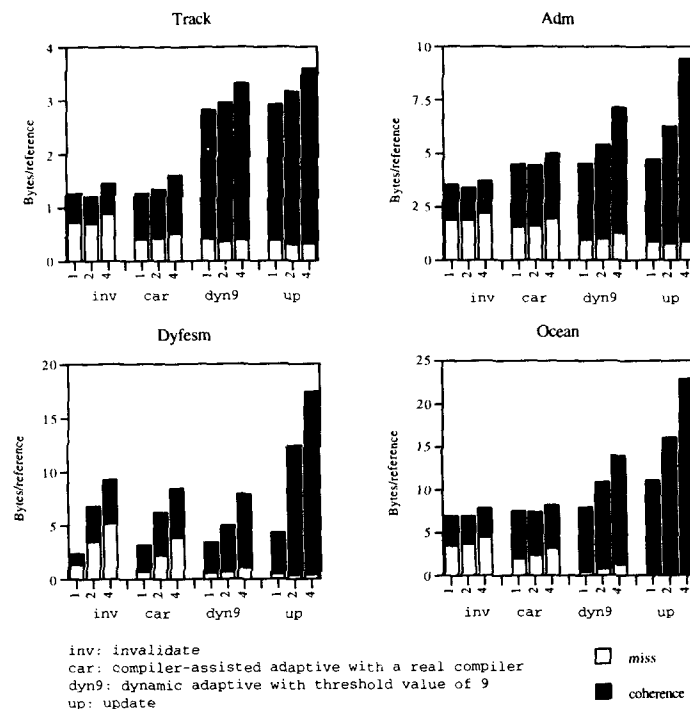 Track
Bytes/reference
4
3
2
1
0
1 2 4 1 2 4 1 2 4 1 2 4
inv car dyn9 up
Adm
Bytes/reference
10
7.5
5
2.5
0
1 2 4 1 2 4 1 2 4 1 2 4
inv car dyn9 up
Dyfesm
Bytes/reference
20
15
10
5
0
1 2 4 1 2 4 1 2 4 1 2 4
inv car dyn9 up
Ocean
Bytes/reference
25
20
15
10
5
0
1 2 4 1 2 4 1 2 4 1 2 4
inv car dyn9 up
inv: invalidate
car: compiler-assisted adaptive with a real compiler
dyn9: dynamic adaptive with threshold value of 9
up: update
miss
coherence